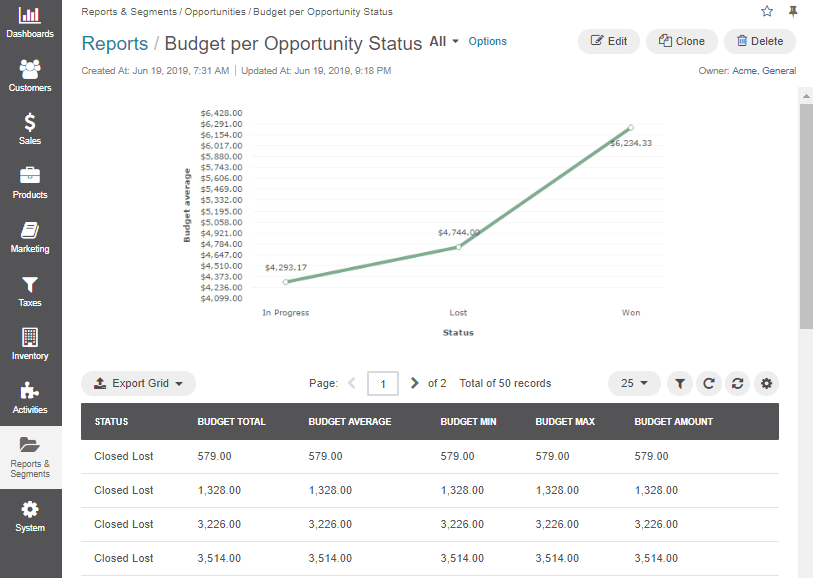 Dashboards
Customers
Sales
Products
Marketing
Taxes
Inventory
Activities
Reports &
Segments
System
Reports & Segments / Opportunities / Budget per Opportunity Status
Reports / Budget per Opportunity Status All Options
Edit Clone Delete
Created At: Jun 19, 2019, 7:31 AM | Updated At: Jun 19, 2019, 9:18 PM
Owner: Acme, General
Budget average
$6,428.00
$6,291.00
$6,154.00
$6,017.00
$5,880.00
$5,743.00
$5,606.00
$5,469.00
$5,332.00
$5,195.00
$5,058.00
$4,921.00
$4,784.00
$4,647.00
$4,510.00
$4,373.00
$4,236.00
$4,099.00
$4,293.17
$4,744.00
$6,234.33
In Progress Lost Won
Status
Export Grid Page: 1 of 2 Total of 50 records 25
STATUS BUDGET TOTAL BUDGET AVERAGE BUDGET MIN BUDGET MAX BUDGET AMOUNT
Closed Lost 579.00 579.00 579.00 579.00 579.00
Closed Lost 1,328.00 1,328.00 1,328.00 1,328.00 1,328.00
Closed Lost 3,226.00 3,226.00 3,226.00 3,226.00 3,226.00
Closed Lost 3,514.00 3,514.00 3,514.00 3,514.00 3,514.00